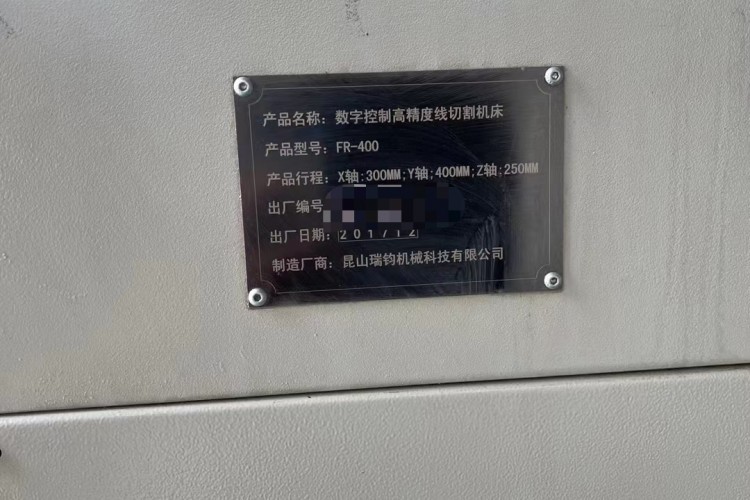 产品名称：数字控制高精度线切割机床
产品型号：FR-400
产品行程：X轴:300MM;Y轴:400MM;Z轴:250MM
出厂编号
出厂日期：201712
制造厂商：昆山瑞钧机械科技有限公司